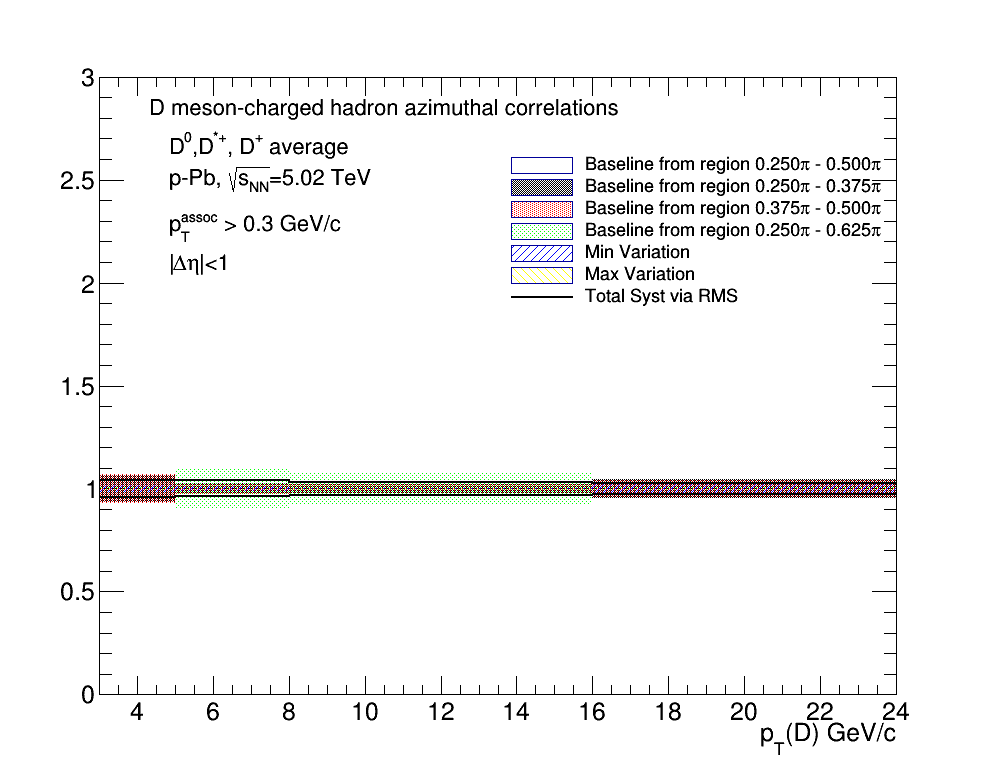 D meson-charged hadron azimuthal correlations
D⁰,D*⁺, D⁺ average
p-Pb, √s_NN=5.02 TeV
p_T^assoc > 0.3 GeV/c
|Δη|<1
Baseline from region 0.250π - 0.500π
Baseline from region 0.250π - 0.375π
Baseline from region 0.375π - 0.500π
Baseline from region 0.250π - 0.625π
Min Variation
Max Variation
Total Syst via RMS
3
2.5
2
1.5
1
0.5
0
4 6 8 10 12 14 16 18 20 22 24
p_T(D) GeV/c